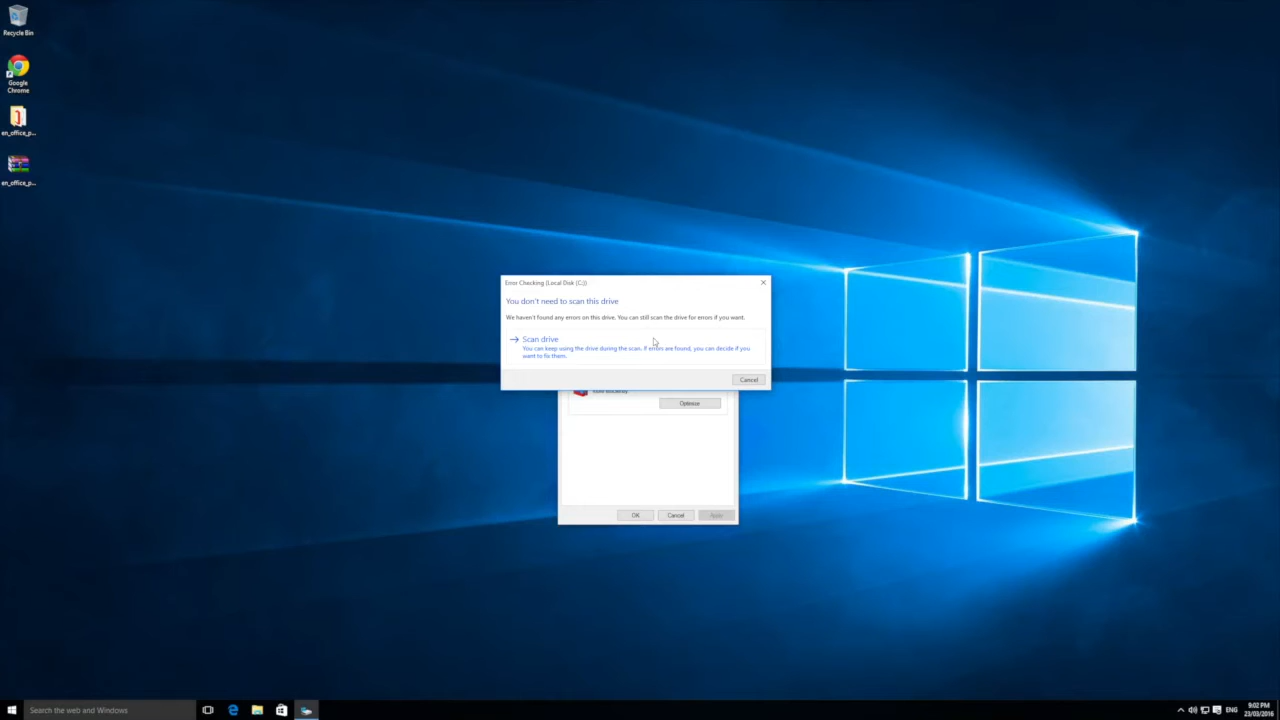 Recycle Bin
Google
Chrome
en_office_p...
en_office_p...
Error Checking (Local Disk (C:))
You don't need to scan this drive
We haven't found any errors on this drive. You can still scan the drive for errors if you want.
Scan drive
You can keep using the drive during the scan. If errors are found, you can decide if you
want to fix them.
Cancel
more efficiently.
Optimise
OK
Cancel
Apply
Search the web and Windows
ENG
9:02 PM
23/03/2016